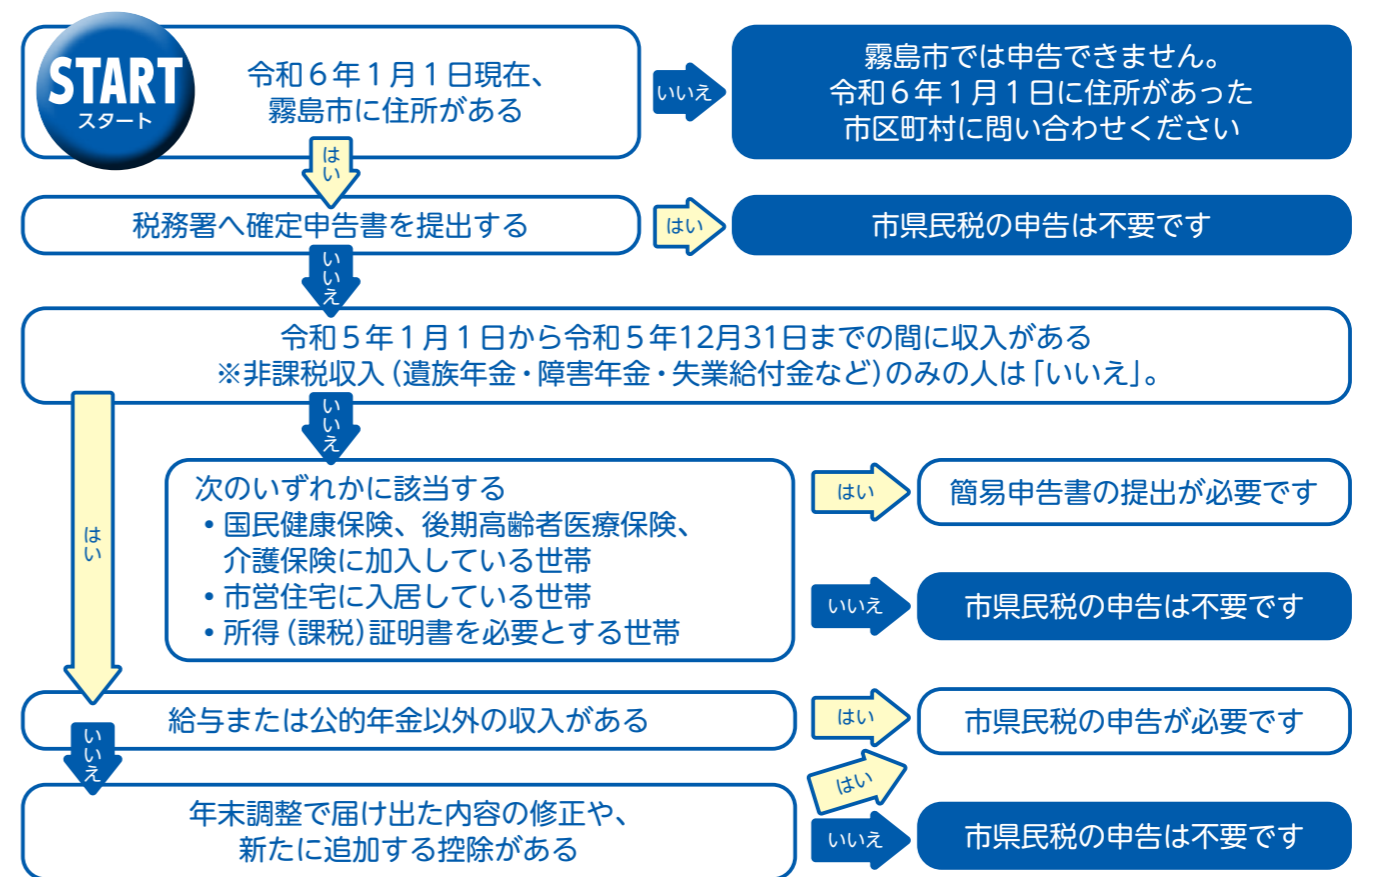 START
スタート
令和6年1月1日現在、
霧島市に住所がある
いいえ
霧島市では申告できません。
令和6年1月1日に住所があった
市区町村に問い合わせください
はい
税務署へ確定申告書を提出する
はい
市県民税の申告は不要です
いいえ
令和5年1月1日から令和5年12月31日までの間に収入がある
※非課税収入(遺族年金・障害年金・失業給付金など)のみの人は「いいえ」。
いいえ
はい
次のいずれかに該当する
・国民健康保険、後期高齢者医療保険、
介護保険に加入している世帯
・市営住宅に入居している世帯
・所得(課税)証明書を必要とする世帯
はい
簡易申告書の提出が必要です
いいえ
市県民税の申告は不要です
給与または公的年金以外の収入がある
はい
市県民税の申告が必要です
いいえ
年末調整で届け出た内容の修正や、
新たに追加する控除がある
はい
いいえ
市県民税の申告は不要です